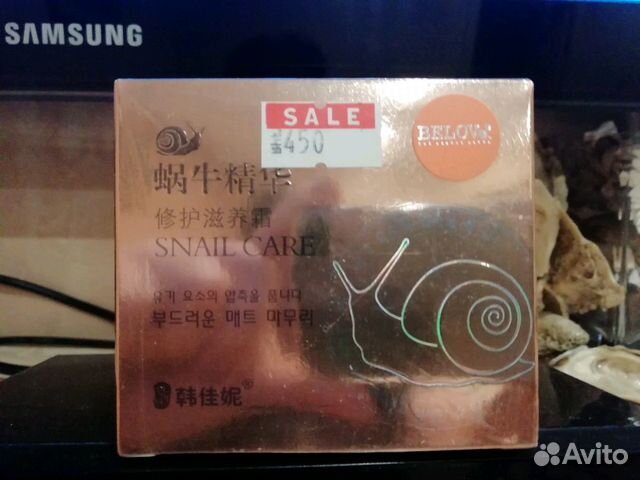 SAMSUNG
SALE
450
BELOV
蜗牛精华
修护滋养霜
SNAIL CARE
유기 요소의 압축을 품니다
부드러운 매트 마무리
韩佳妮®
Avito